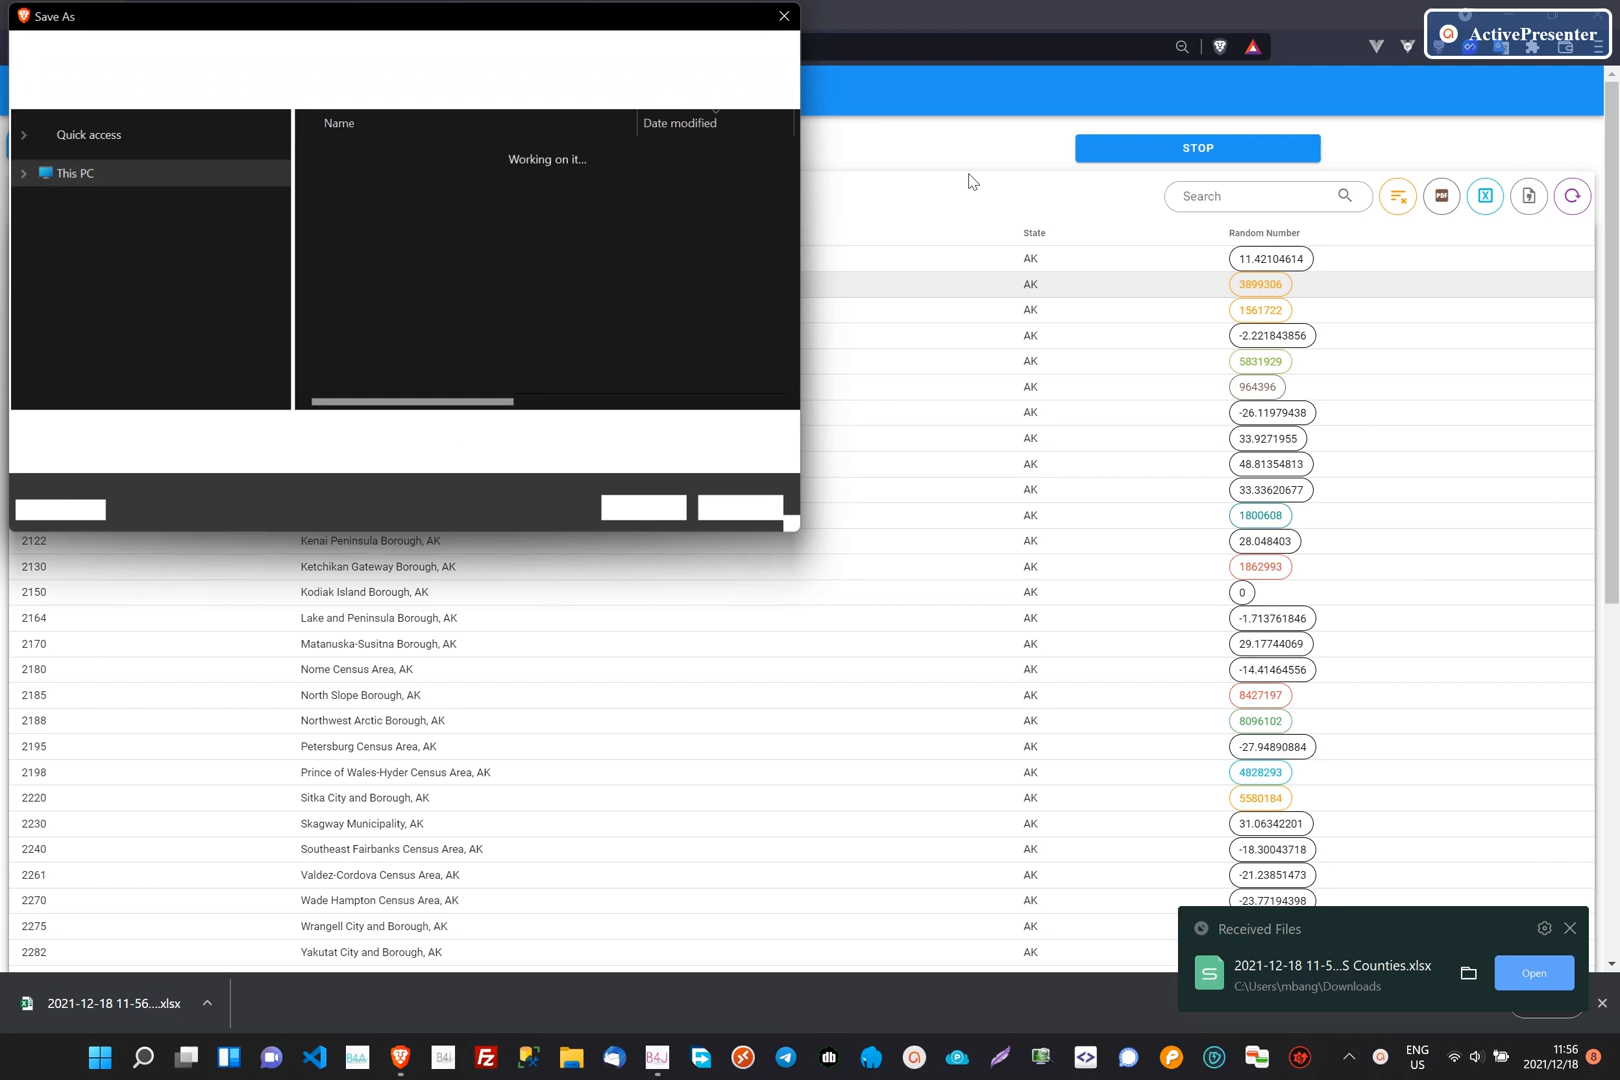 Save As
ActivePresenter
Quick access
This PC
Name
Date modified
Working on it...
STOP
Search
PDF
X
State
Random Number
AK
11.42104614
AK
3899306
AK
1561722
AK
-2.221843856
AK
5831929
AK
964396
AK
-26.11979438
AK
33.9271955
AK
48.81354813
AK
33.33620677
AK
1800608
2122 Kenai Peninsula Borough, AK AK 28.048403
2130 Ketchikan Gateway Borough, AK AK 1862993
2150 Kodiak Island Borough, AK AK 0
2164 Lake and Peninsula Borough, AK AK -1.713761846
2170 Matanuska-Susitna Borough, AK AK 29.17744069
2180 Nome Census Area, AK AK -14.41464556
2185 North Slope Borough, AK AK 8427197
2188 Northwest Arctic Borough, AK AK 8096102
2195 Petersburg Census Area, AK AK -27.94890884
2198 Prince of Wales-Hyder Census Area, AK AK 4828293
2220 Sitka City and Borough, AK AK 5580184
2230 Skagway Municipality, AK AK 31.06342201
2240 Southeast Fairbanks Census Area, AK AK -18.30043718
2261 Valdez-Cordova Census Area, AK AK -21.23851473
2270 Wade Hampton Census Area, AK AK -23.77194398
2275 Wrangell City and Borough, AK AK
2282 Yakutat City and Borough, AK AK
Received Files
2021-12-18 11-5...S Counties.xlsx
C:\Users\mbang\Downloads
Open
2021-12-18 11-56....xlsx
B4A
B4i
FZ
B4J
ENG
US
11:56
2021/12/18
8